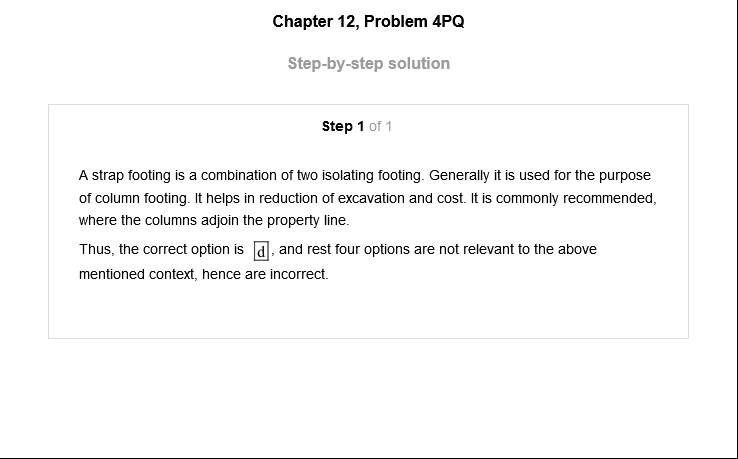 Chapter 12, Problem 4PQ
Step-by-step solution
Step 1 of 1
A strap footing is a combination of two isolating footing. Generally it is used for the purpose
of column footing. It helps in reduction of excavation and cost. It is commonly recommended,
where the columns adjoin the property line.
Thus, the correct option is d, and rest four options are not relevant to the above
mentioned context, hence are incorrect.